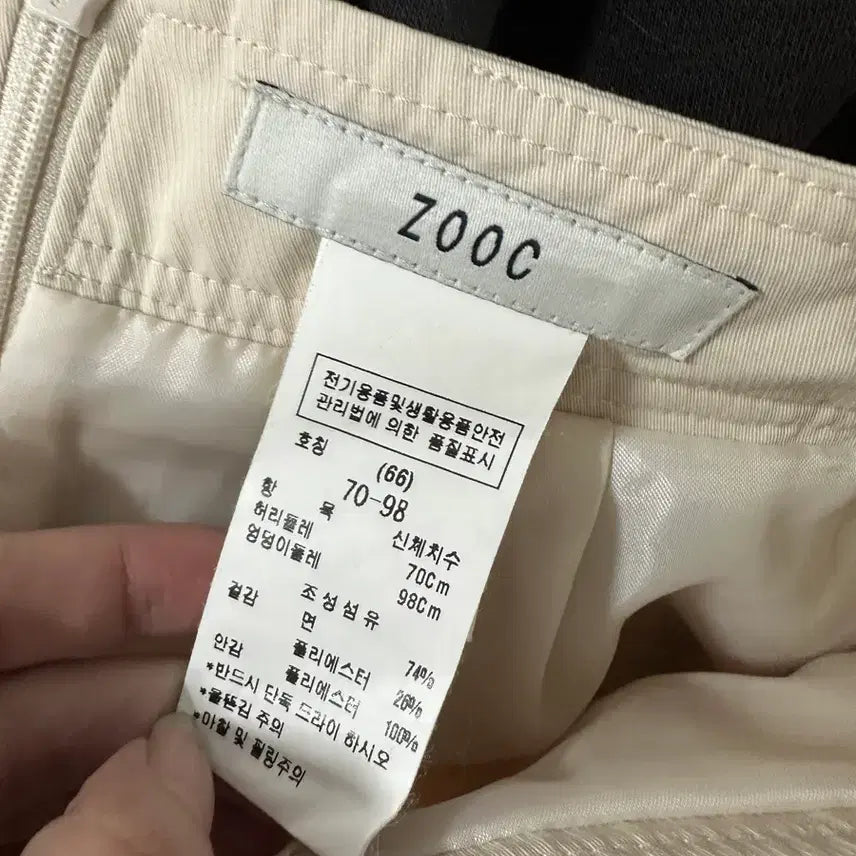 ZOOC
전기용품및생활용품안전
관리법에 의한 품질표시
호칭 (66)
70-98
항 목 신체치수
허리둘레 70Cm
엉덩이둘레 98Cm
겉감 조성섬유
면 74%
폴리에스터 26%
안감 폴리에스터 100%
*반드시 단독 드라이 하시오
*올뜯김 주의
*마찰 및 필링주의